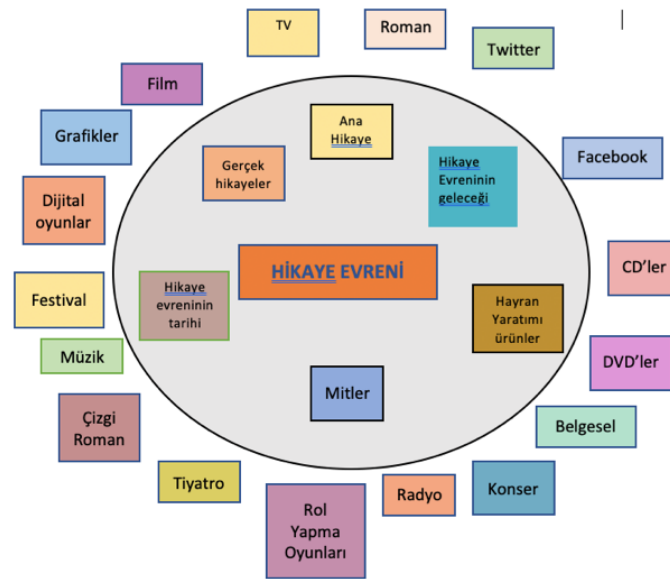 TV
Roman
Twitter
Film
Grafikler
Ana
Hikaye
Gerçek
hikayeler
Hikaye
Evreninin
geleceği
Facebook
Dijital
oyunlar
HİKAYE EVRENİ
CD’ler
Festival
Hikaye
evreninin
tarihi
Hayran
Yaratımı
ürünler
Müzik
DVD’ler
Mitler
Çizgi
Roman
Belgesel
Tiyatro
Rol
Yapma
Oyunları
Radyo
Konser